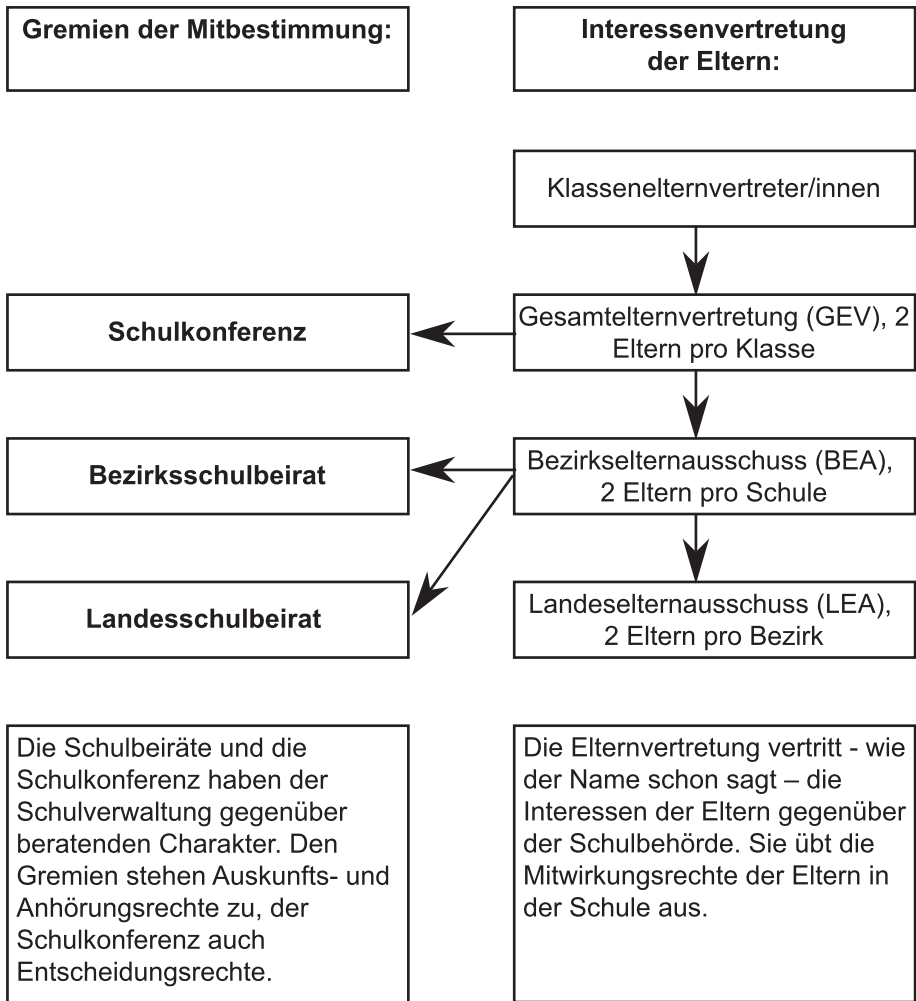 Gremien der Mitbestimmung:
Interessenvertretung
der Eltern:
Klassenelternvertreter/innen
Schulkonferenz
Gesamtelternvertretung (GEV), 2
Eltern pro Klasse
Bezirksschulbeirat
Bezirkselternausschuss (BEA),
2 Eltern pro Schule
Landesschulbeirat
Landeselternausschuss (LEA),
2 Eltern pro Bezirk
Die Schulbeiräte und die
Schulkonferenz haben der
Schulverwaltung gegenüber
beratenden Charakter. Den
Gremien stehen Auskunfts- und
Anhörungsrechte zu, der
Schulkonferenz auch
Entscheidungsrechte.
Die Elternvertretung vertritt - wie
der Name schon sagt – die
Interessen der Eltern gegenüber
der Schulbehörde. Sie übt die
Mitwirkungsrechte der Eltern in
der Schule aus.